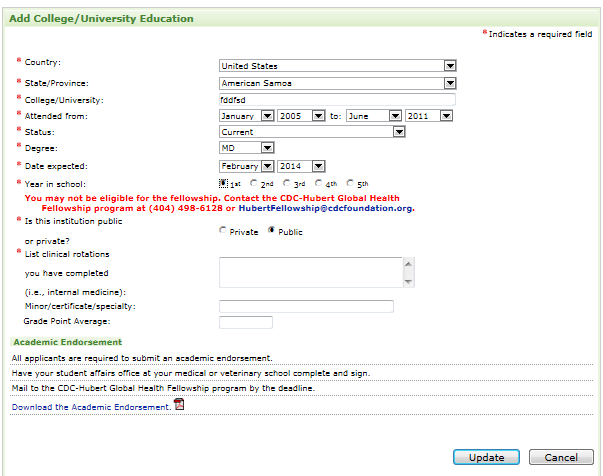 Add College/University Education
* Indicates a required field
* Country: United States
* State/Province: American Samoa
* College/University: fddfsd
* Attended from: January 2005 to: June 2011
* Status: Current
* Degree: MD
* Date expected: February 2014
* Year in school: 1st 2nd 3rd 4th 5th
You may not be eligible for the fellowship. Contact the CDC-Hubert Global Health
Fellowship program at (404) 498-6128 or HubertFellowship@cdcfoundation.org.
* Is this institution public
or private? Private Public
* List clinical rotations
you have completed
(i.e., internal medicine):
Minor/certificate/specialty:
Grade Point Average:
Academic Endorsement
All applicants are required to submit an academic endorsement.
Have your student affairs office at your medical or veterinary school complete and sign.
Mail to the CDC-Hubert Global Health Fellowship program by the deadline.
Download the Academic Endorsement.
Update Cancel